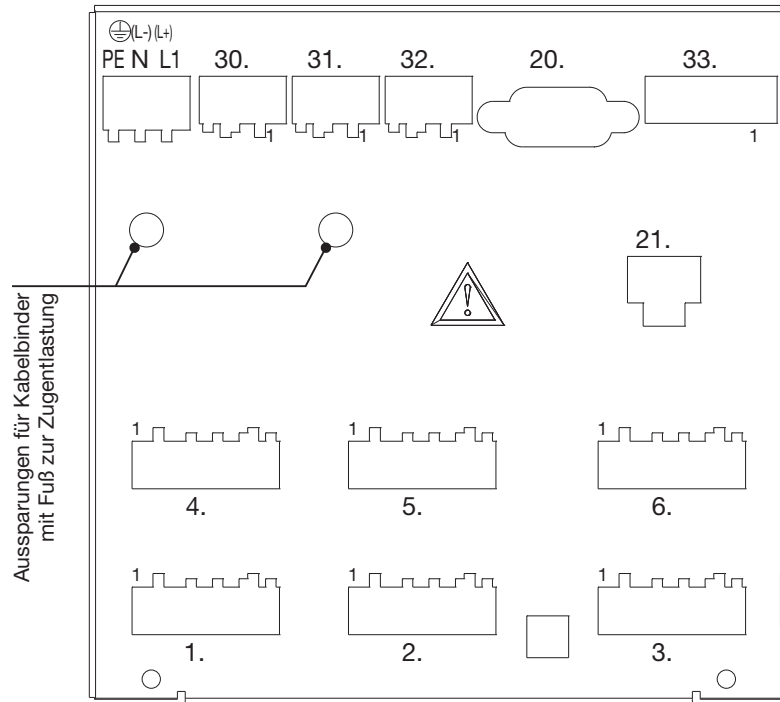 (L-) (L+)
PE N L1 30. 31. 32. 20. 33.
1 1 1 1
21.
Aussparungen für Kabelbinder
mit Fuß zur Zugentlastung
1 1 1
4. 5. 6.
1 1 1
1. 2. 3.